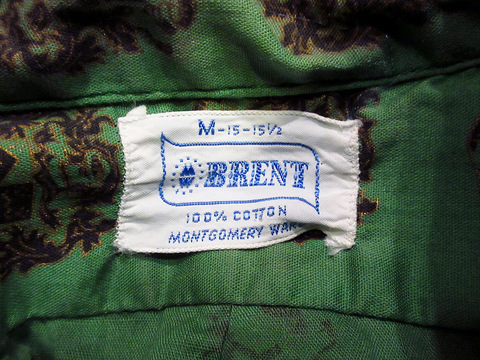 M-15-15½
BRENT
100% COTTON
MONTGOMERY WARD